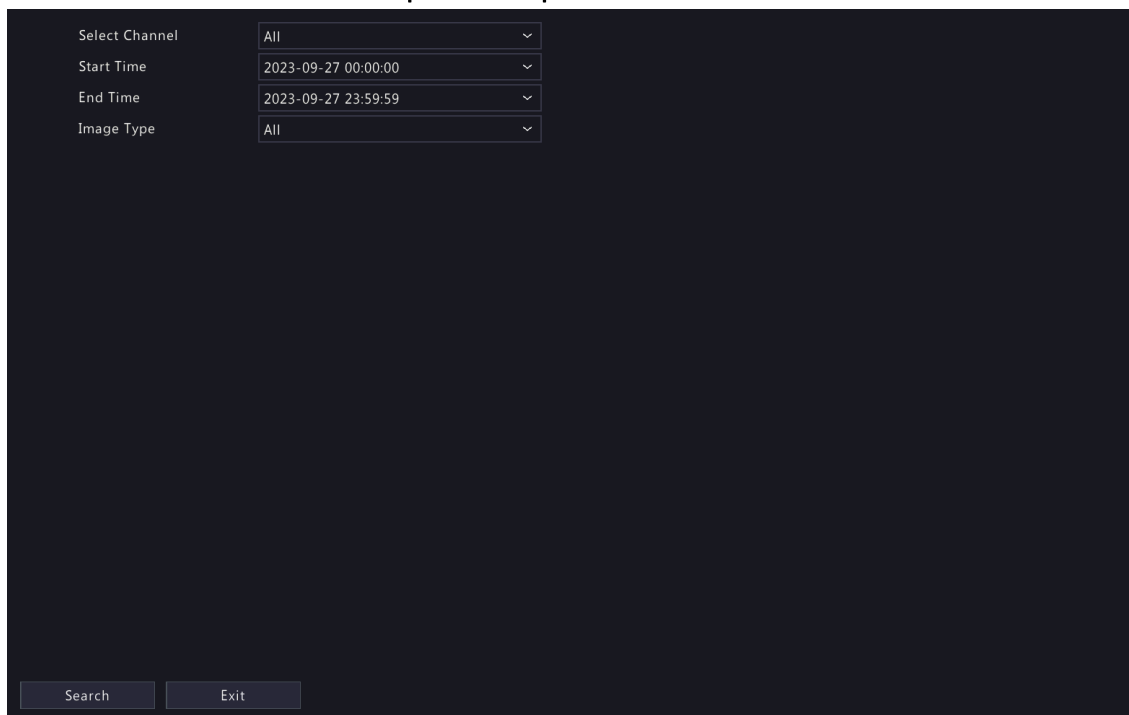 Select Channel All
Start Time 2023-09-27 00:00:00
End Time 2023-09-27 23:59:59
Image Type All
Search Exit